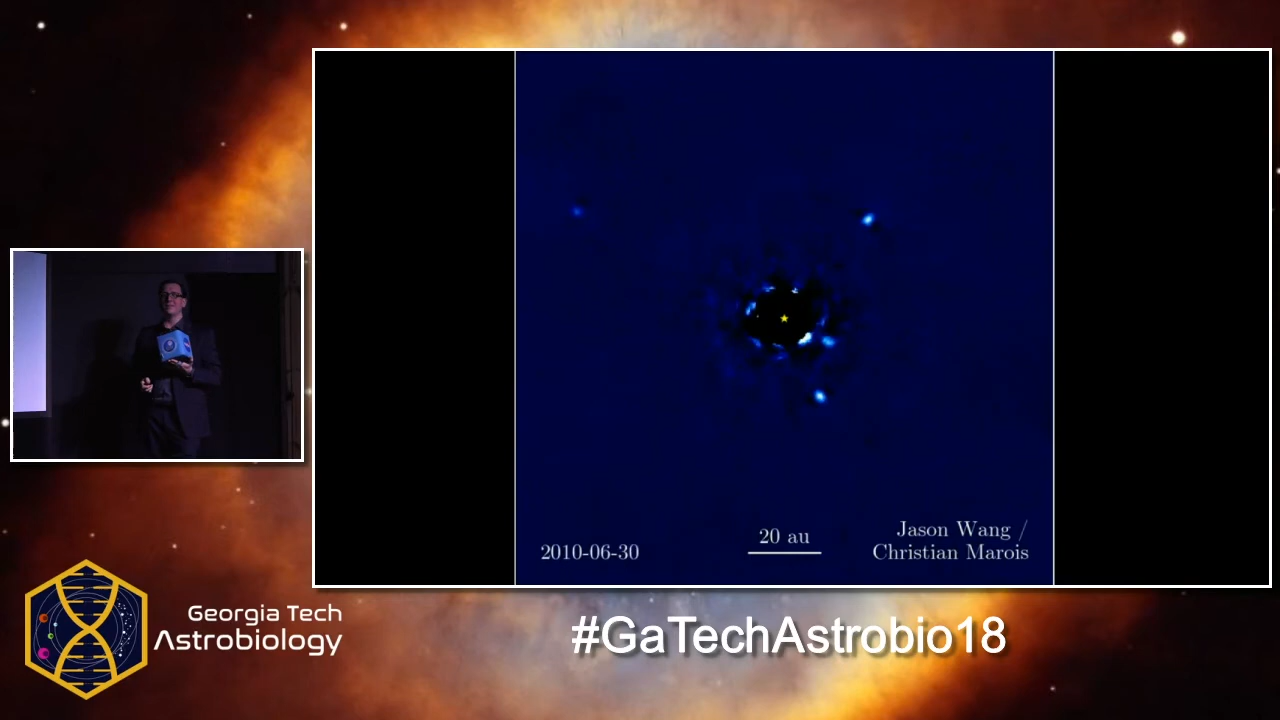 2010-06-30
20 au
Jason Wang /
Christian Marois
Georgia Tech
Astrobiology
#GaTechAstrobio18